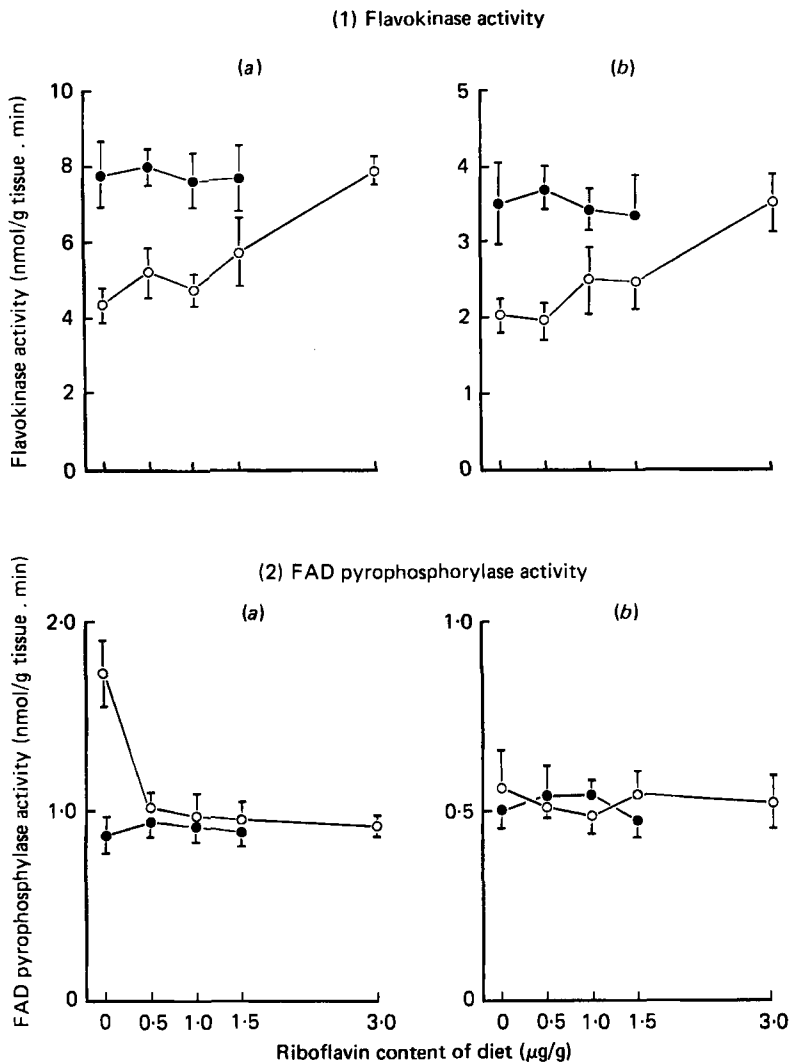 (1) Flavokinase activity
(a)
(b)
Flavokinase activity (nmol/g tissue . min)
10
8
6
4
2
0
5
4
3
2
1
0
(2) FAD pyrophosphorylase activity
(a)
(b)
FAD pyrophosphylase activity (nmol/g tissue . min)
2·0
1·0
0
1·0
0·5
0
0 0·5 1·0 1·5 3·0
0 0·5 1·0 1·5 3·0
Riboflavin content of diet (µg/g)